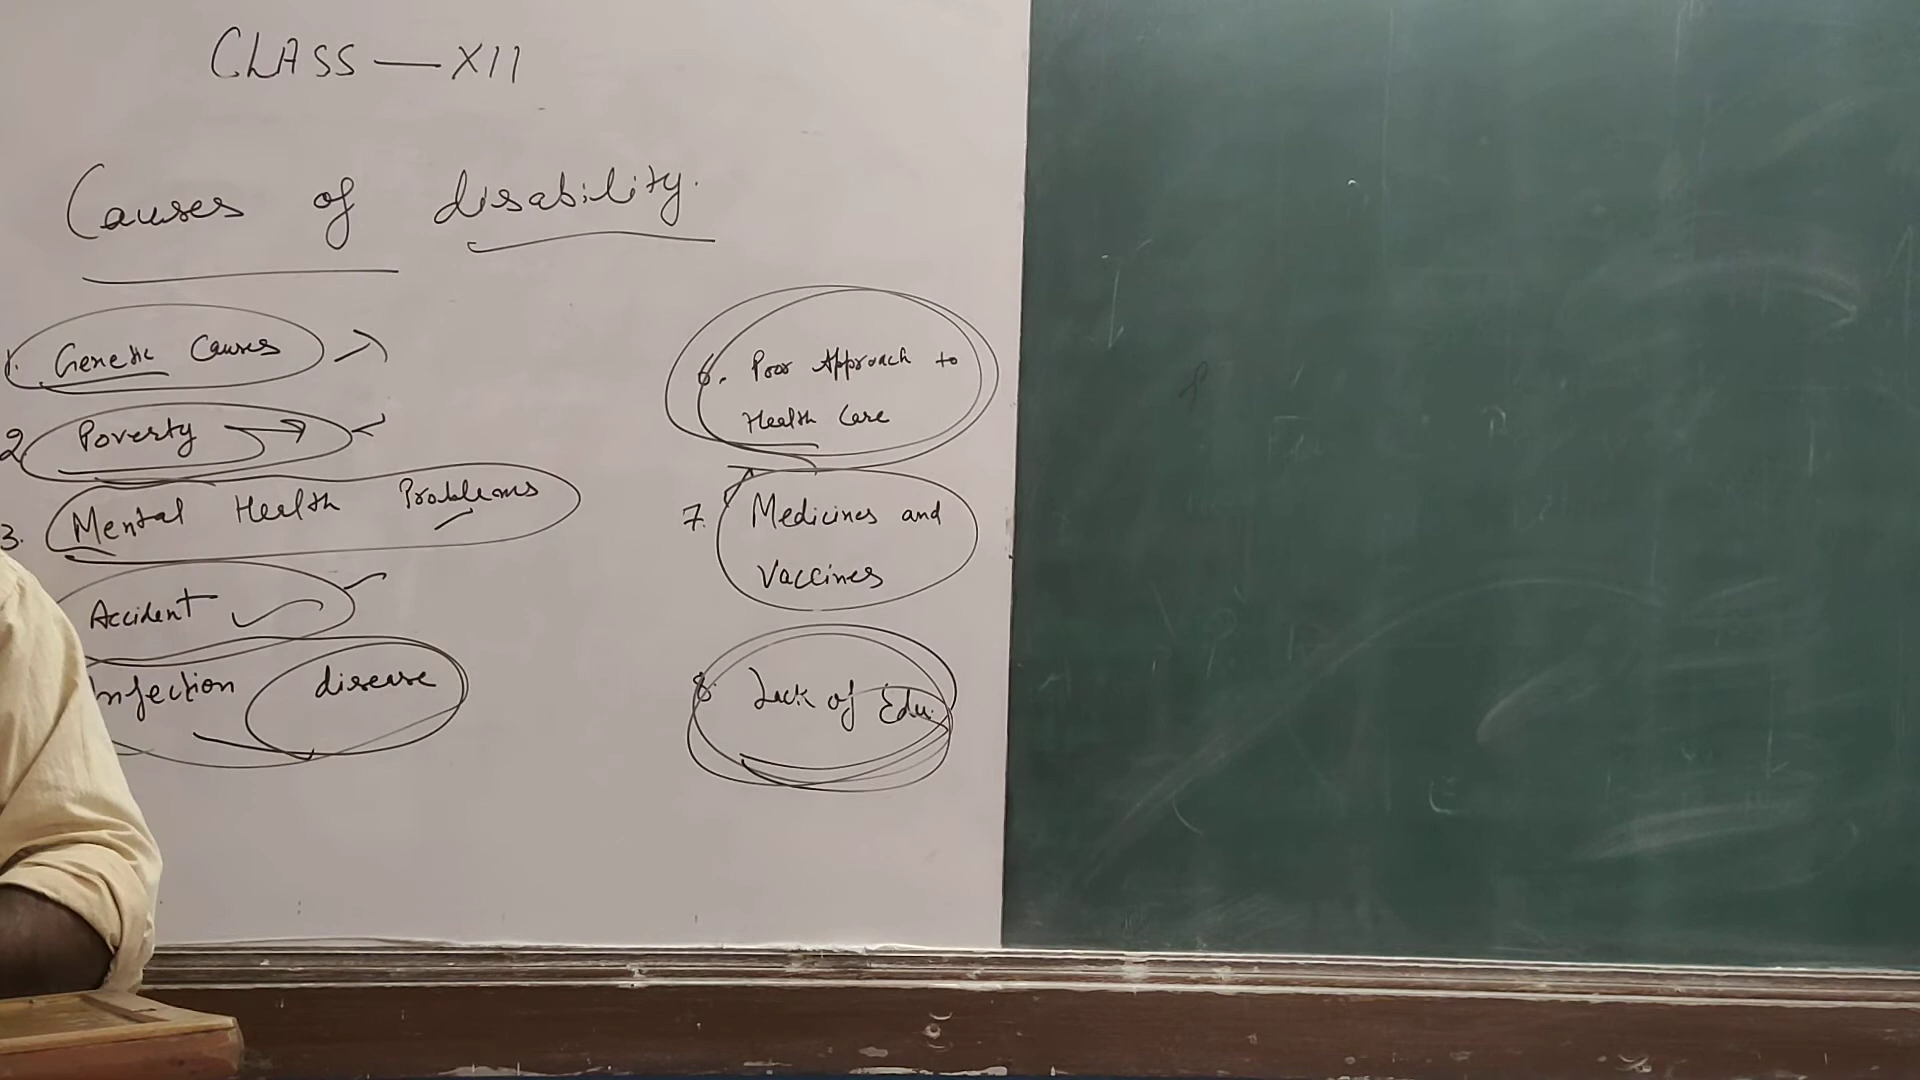 CLASS — XII
Causes of disability.
1. Genetic Causes
2 Poverty
3. Mental Health Problems
Accident
Infection disease
6. Poor Approach to
Health Care
7. Medicines and
Vaccines
8. Lack of Edu.